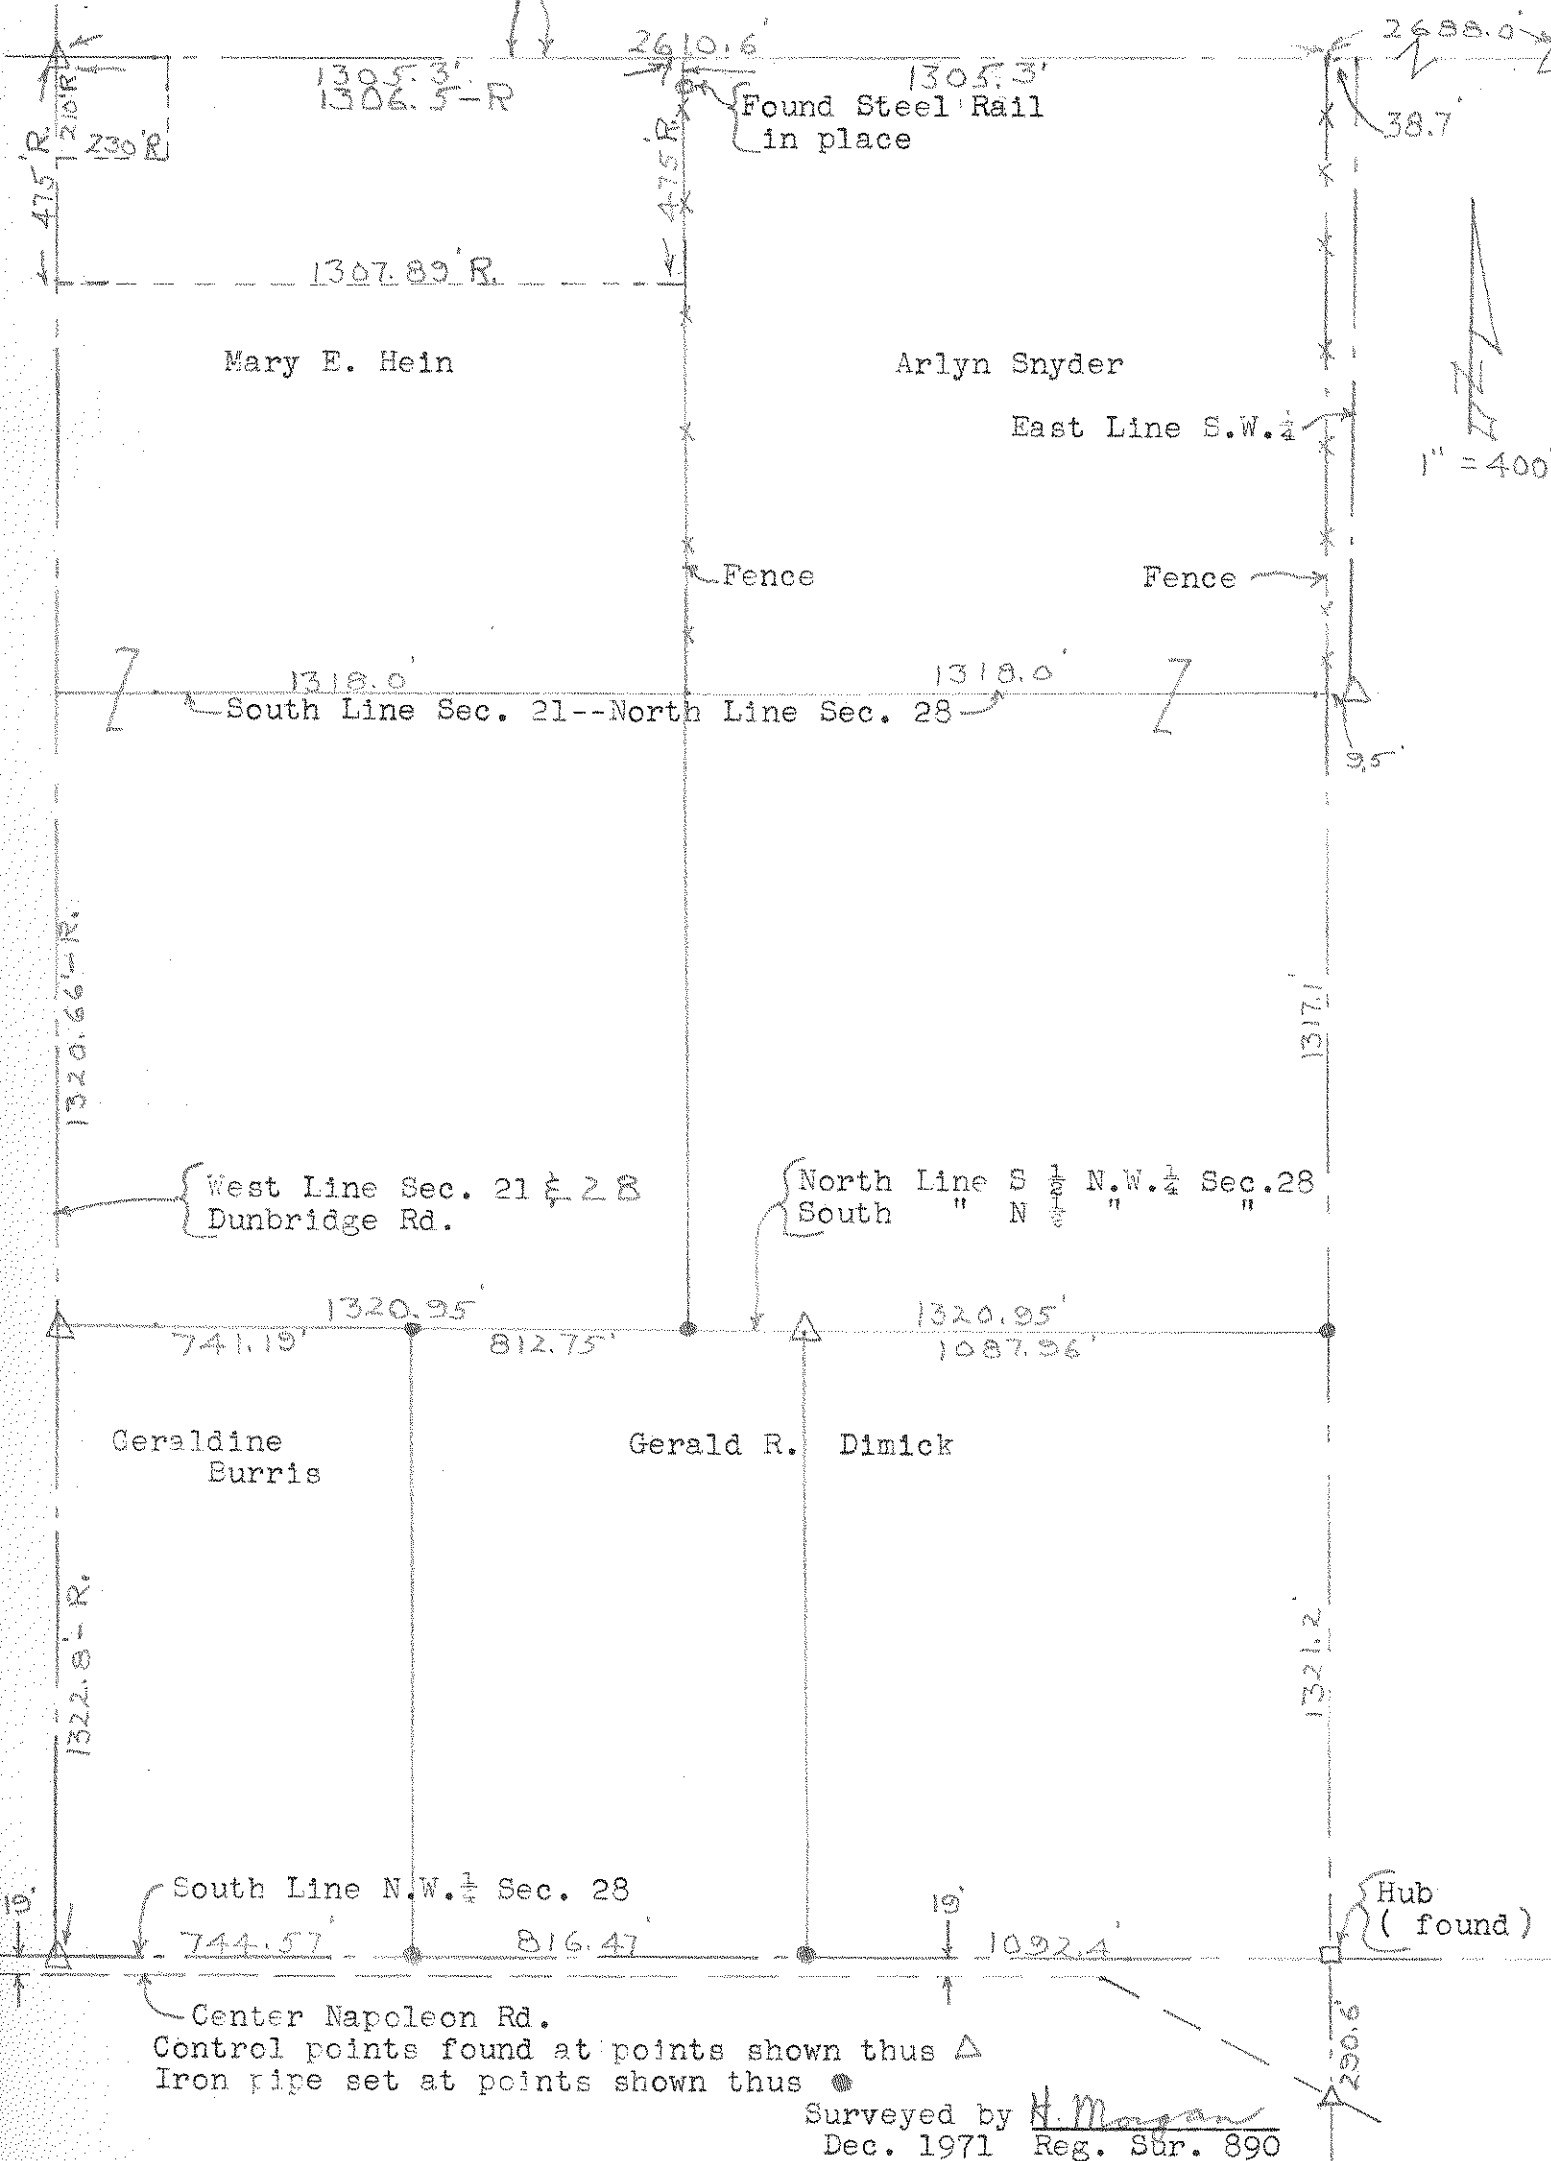 2610.6'
2688.0'
1305.3'
1306.5-R
1305.3'
Found Steel Rail
in place
38.7'
210'R
230'R
475'R.
475'R.
1307.89'R.
Mary E. Hein
Arlyn Snyder
East Line S.W.¼
1" = 400'
Fence
Fence
1318.0'
1318.0'
South Line Sec. 21--North Line Sec. 28
9.5'
1320.66'-R.
1317.1'
West Line Sec. 21 & 28
Dunbridge Rd.
North Line S ½ N.W.¼ Sec.28
South " N ½ " "
1320.95'
1320.95'
741.19'
812.75'
1087.96'
Geraldine
Burris
Gerald R. Dimick
1322.8'-R.
1321.2'
South Line N.W.¼ Sec. 28
19'
19'
Hub
( found )
744.57'
816.47'
1092.4'
Center Napoleon Rd.
290.6'
Control points found at points shown thus △
Iron pipe set at points shown thus ●
Surveyed by H. Morgan
Dec. 1971 Reg. Sur. 890